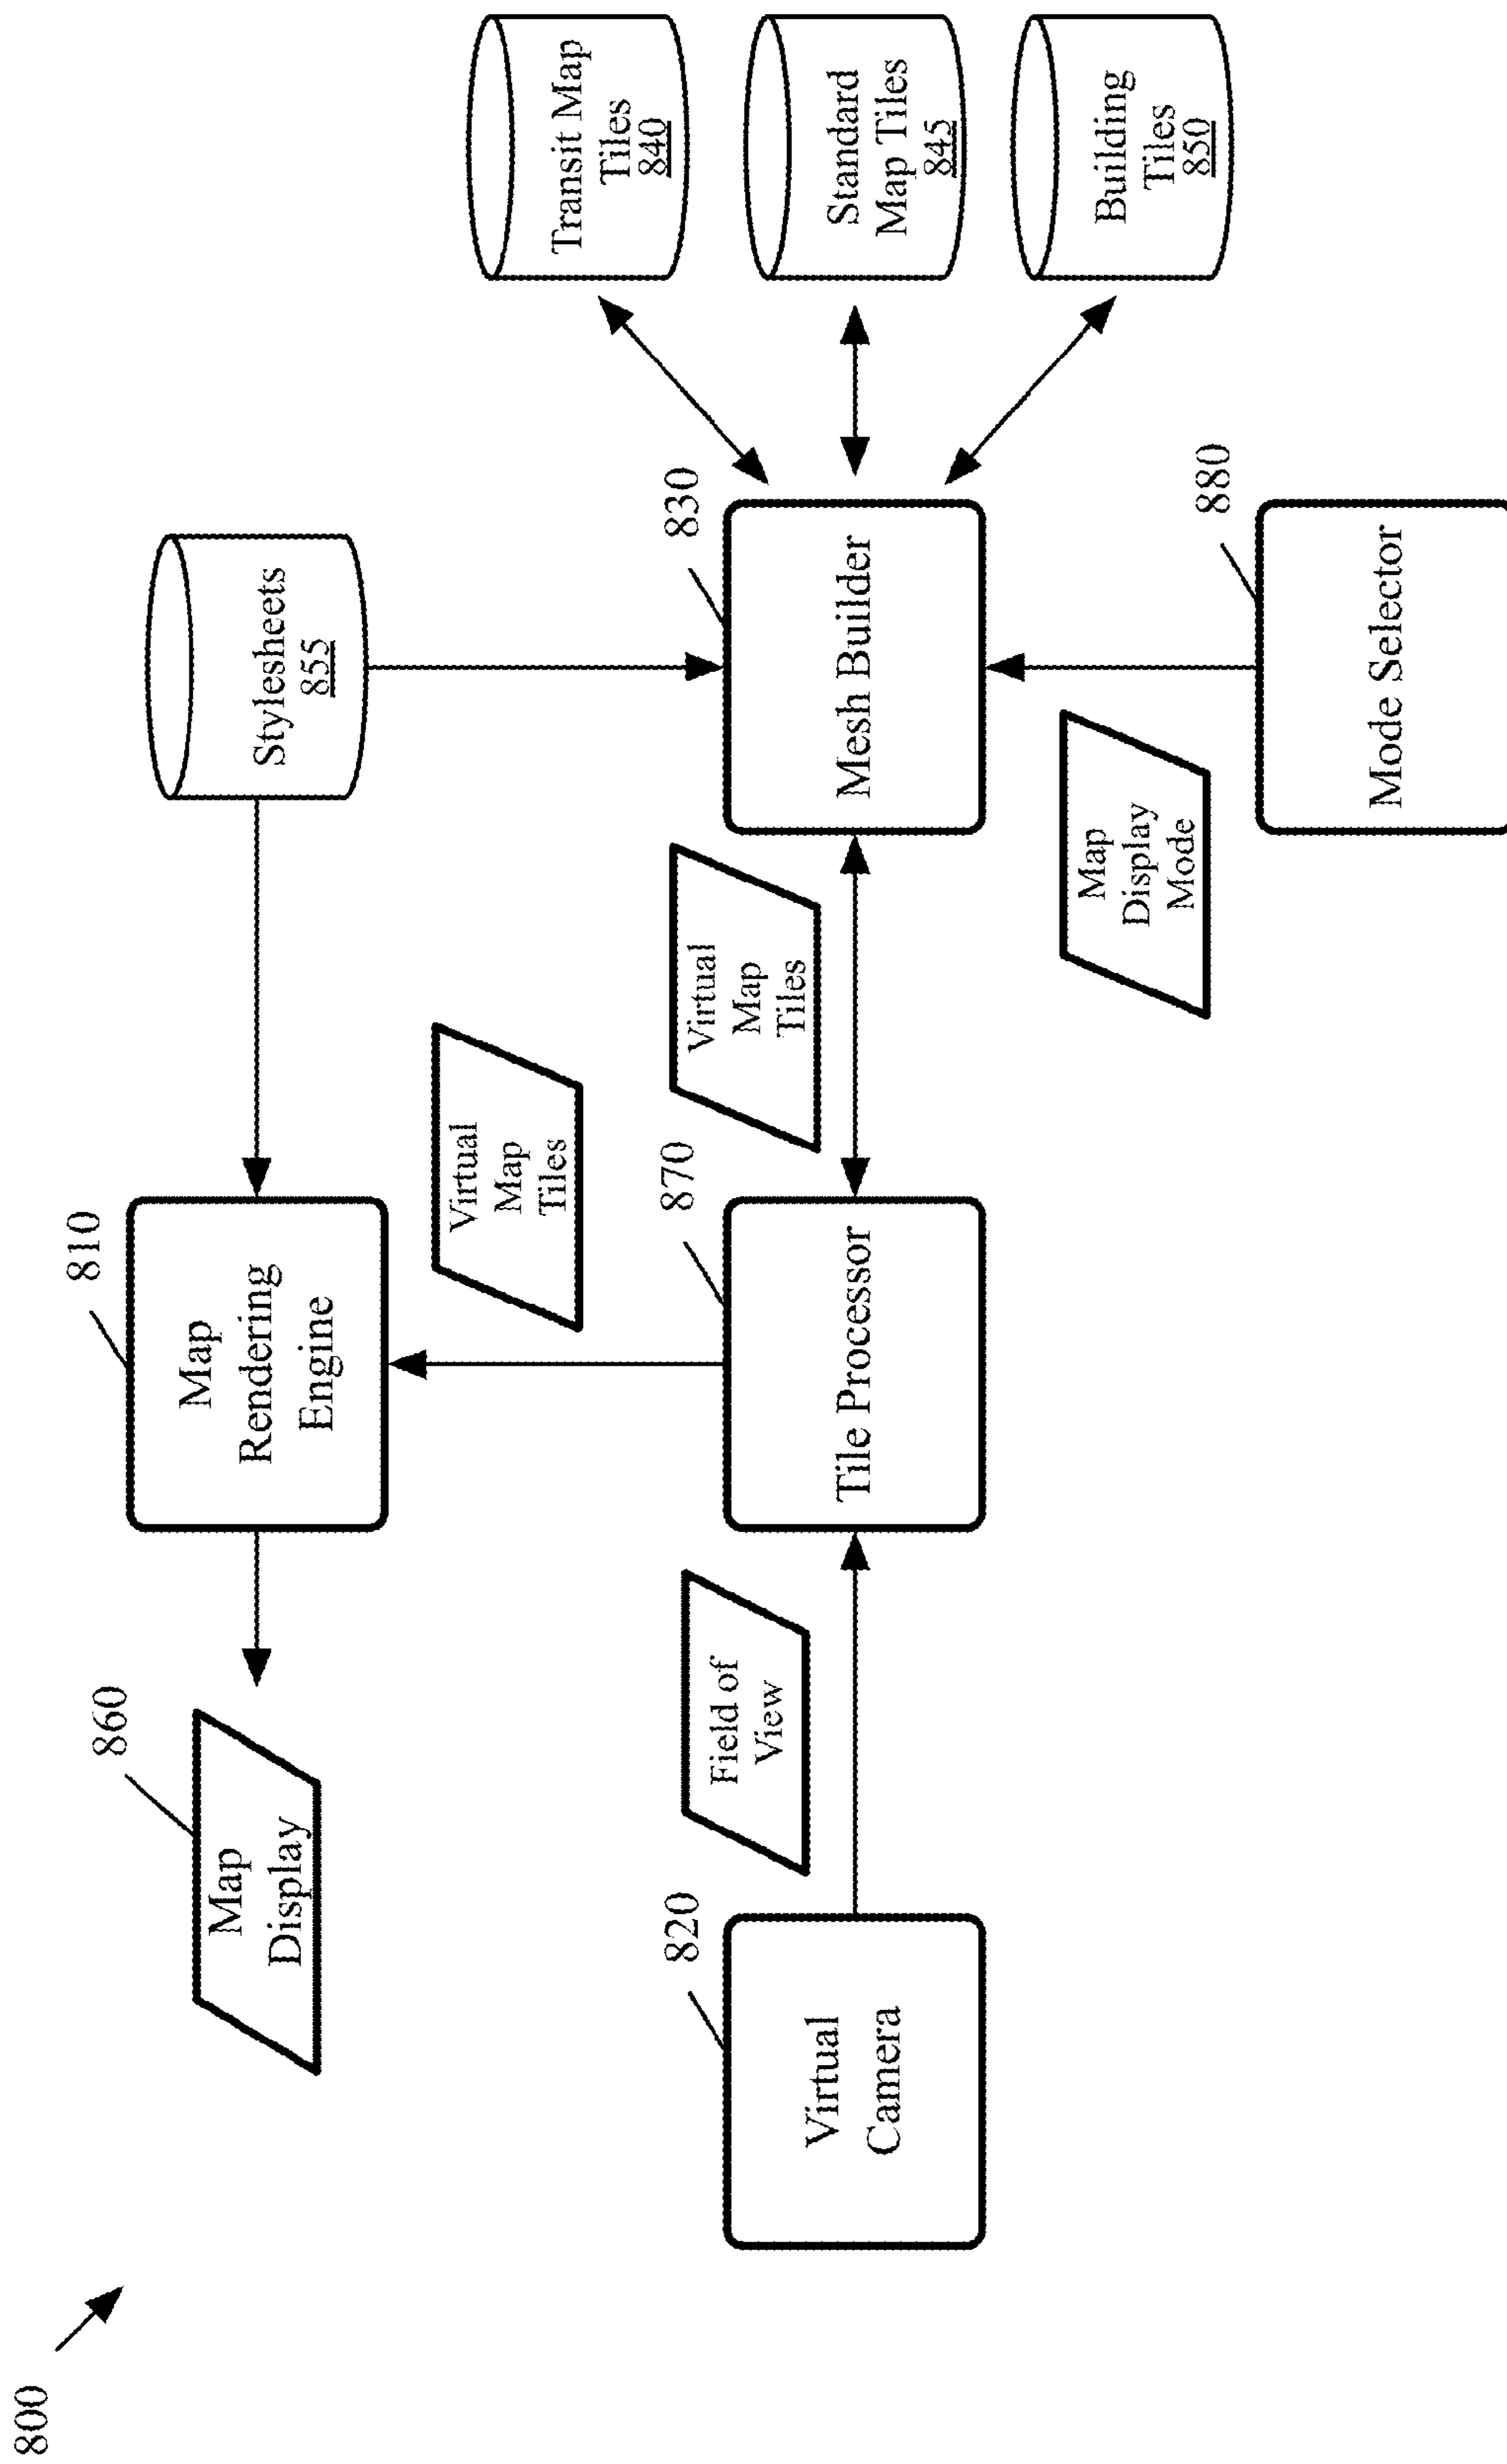 800
860
Map
Display
810
Map
Rendering
Engine
Stylesheets
855
Virtual
Map
Tiles
Transit Map
Tiles
840
820
Virtual
Camera
Field of
View
870
Tile Processor
Virtual
Map
Tiles
830
Mesh Builder
Standard
Map Tiles
845
Building
Tiles
850
Map
Display
Mode
880
Mode Selector